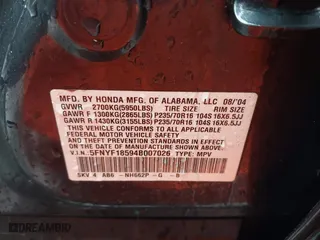 MFD. BY HONDA MFG. OF ALABAMA, LLC 08/'04
GVWR 2700KG(5950LBS) TIRE SIZE RIM SIZE
GAWR F 1300KG(2865LBS) P235/70R16 104S 16X6.5JJ
GAWR R 1430KG(3155LBS) P235/70R16 104S 16X6.5JJ
THIS VEHICLE CONFORMS TO ALL APPLICABLE
FEDERAL MOTOR VEHICLE SAFETY AND
THEFT PREVENTION STANDARDS IN EFFECT
ON THE DATE OF MANUFACTURE SHOWN ABOVE.
V.I.N.: 5FNYF18594B007026 TYPE: MPV
SKV 4 AB6 - NH662P - G - B